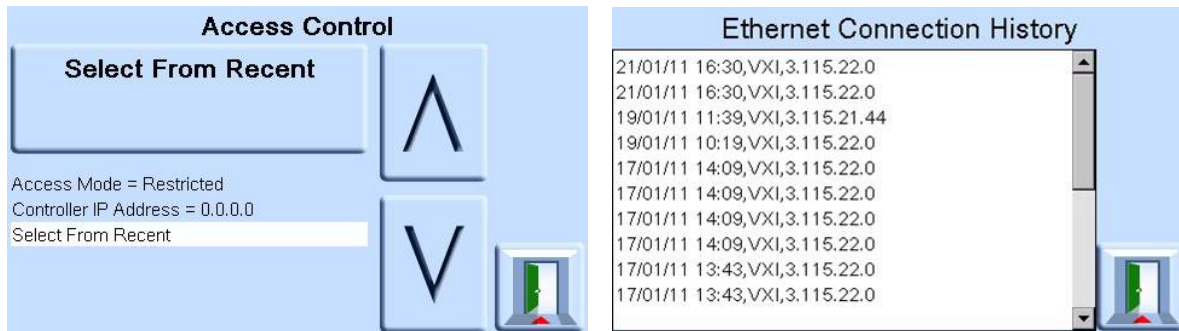 Access Control
Select From Recent
Access Mode = Restricted
Controller IP Address = 0.0.0.0
Select From Recent
Ethernet Connection History
21/01/11 16:30,VXI,3.115.22.0
21/01/11 16:30,VXI,3.115.22.0
19/01/11 11:39,VXI,3.115.21.44
19/01/11 10:19,VXI,3.115.22.0
17/01/11 14:09,VXI,3.115.22.0
17/01/11 14:09,VXI,3.115.22.0
17/01/11 14:09,VXI,3.115.22.0
17/01/11 14:09,VXI,3.115.22.0
17/01/11 13:43,VXI,3.115.22.0
17/01/11 13:43,VXI,3.115.22.0